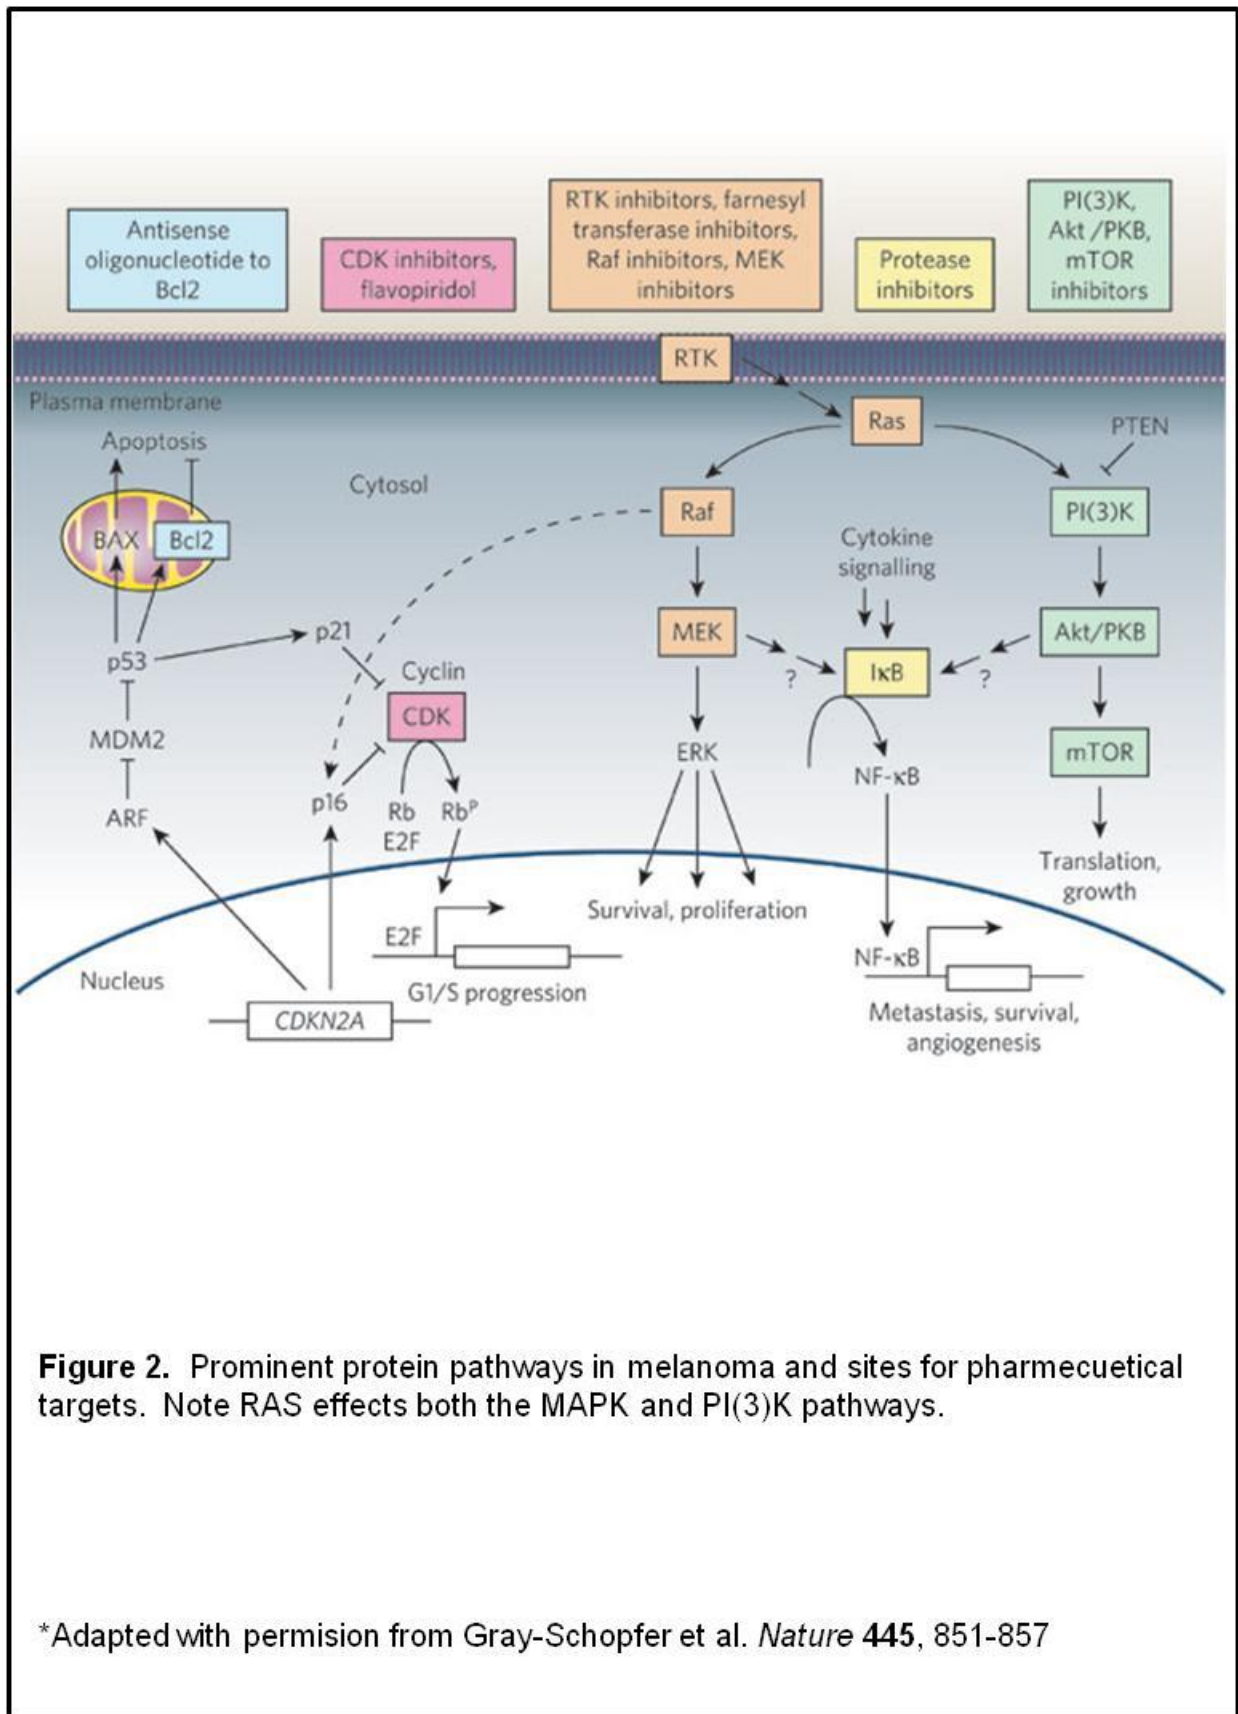 Antisense
oligonucleotide to
Bcl2
CDK inhibitors,
flavopiridol
RTK inhibitors, farnesyl
transferase inhibitors,
Raf inhibitors, MEK
inhibitors
Protease
inhibitors
PI(3)K,
Akt /PKB,
mTOR
inhibitors
RTK
Plasma membrane
Ras
PTEN
Apoptosis
Cytosol
Raf
PI(3)K
BAX
Bcl2
Cytokine
signalling
p21
MEK
Akt/PKB
p53
Cyclin
?
IκB
?
CDK
MDM2
ERK
mTOR
NF-κB
p16
Rb
E2F
Rbᴾ
ARF
Translation,
growth
Survival, proliferation
E2F
NF-κB
Nucleus
G1/S progression
CDKN2A
Metastasis, survival,
angiogenesis
Figure 2. Prominent protein pathways in melanoma and sites for pharmecuetical
targets. Note RAS effects both the MAPK and PI(3)K pathways.
*Adapted with permision from Gray-Schopfer et al. Nature 445, 851-857